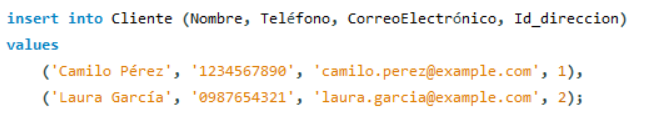 insert into Cliente (Nombre, Teléfono, CorreoElectrónico, Id_direccion)
values
('Camilo Pérez', '1234567890', 'camilo.perez@example.com', 1),
('Laura García', '0987654321', 'laura.garcia@example.com', 2);